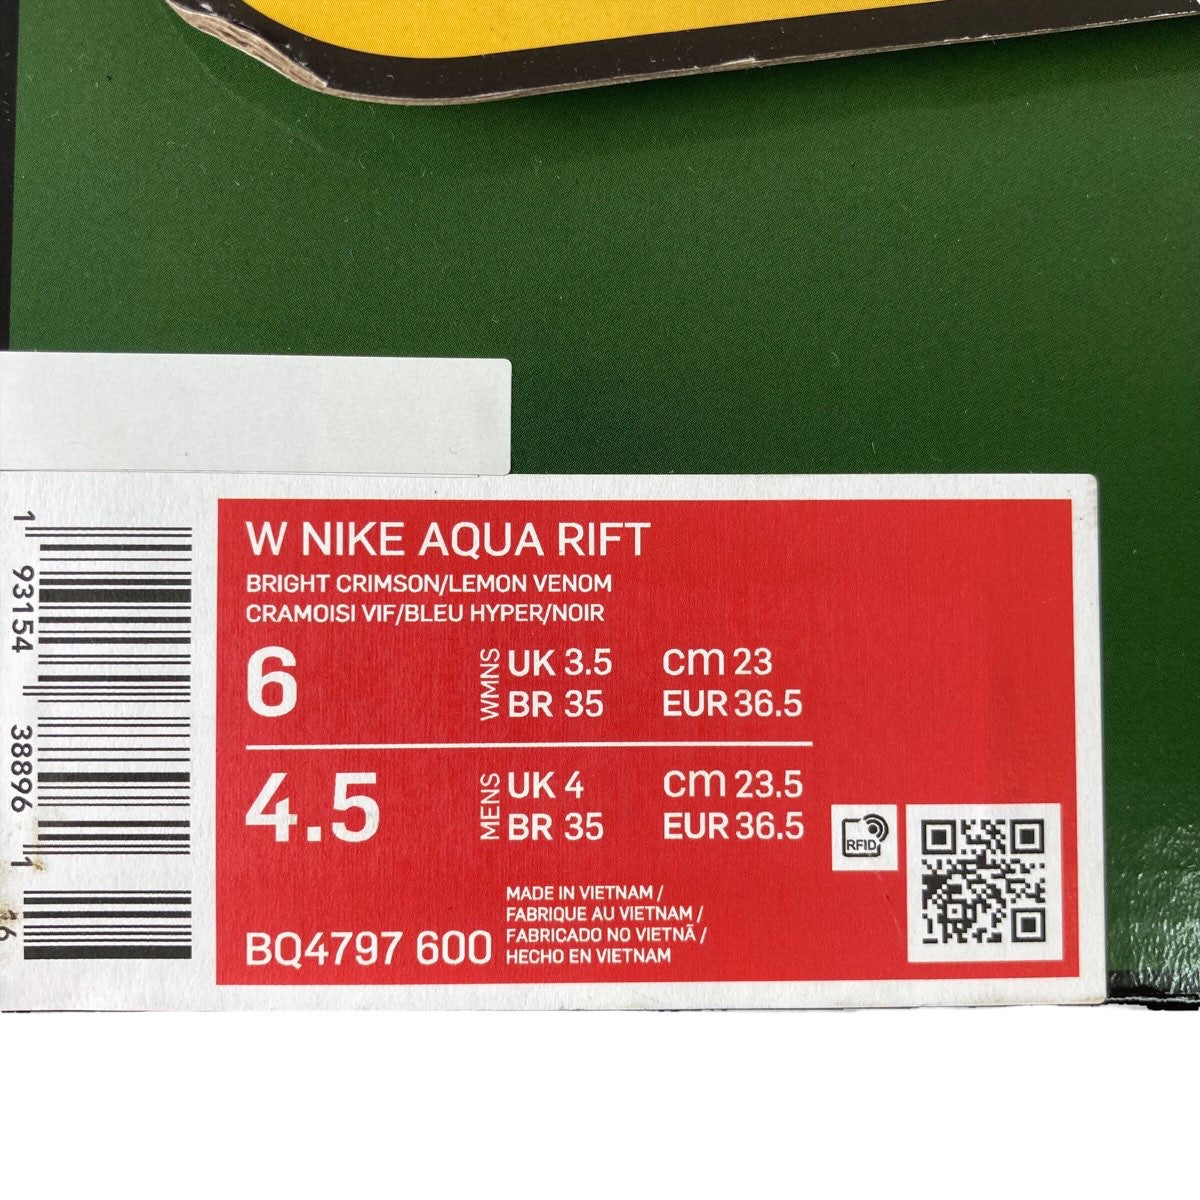 W NIKE AQUA RIFT
BRIGHT CRIMSON/LEMON VENOM
CRAMOISI VIF/BLEU HYPER/NOIR
6
WMNS
UK 3.5 cm 23
BR 35 EUR 36.5
4.5
MENS
UK 4 cm 23.5
BR 35 EUR 36.5
RFID
BQ4797 600
MADE IN VIETNAM /
FABRIQUE AU VIETNAM /
FABRICADO NO VIETNÃ /
HECHO EN VIETNAM
1 93154 38896 1